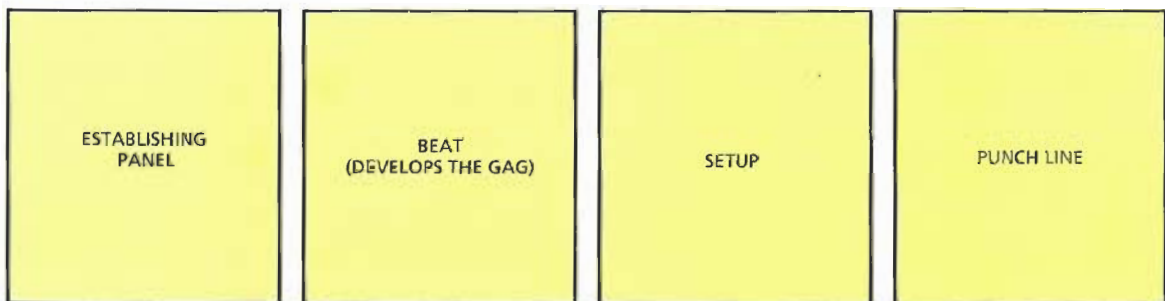 ESTABLISHING
PANEL
BEAT
(DEVELOPS THE GAG)
SETUP
PUNCH LINE